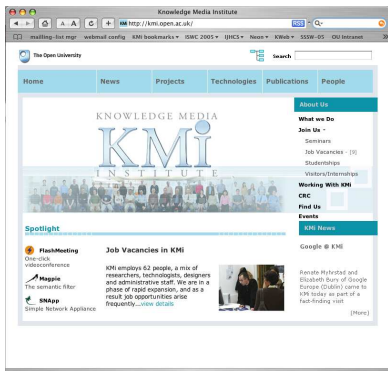 Knowledge Media Institute
A A
http://kmi.open.ac.uk/
RSS
Q-
mailing-list mgr webmail config KMi bookmarks ISWC 2005 IJHCS Neon KWeb SSSW-05 OU Intranet
The Open University
Search
Home News Projects Technologies Publications People
KNOWLEDGE MEDIA
KMi
INSTITUTE
About Us
What we Do
Join Us -
Seminars
Job Vacancies - [9]
Studentships
Visitors/Internships
Working With KMi
CRC
Find Us
Events
Spotlight
FlashMeeting
One-click
videoconference
Magpie
The semantic filter
SNApp
Simple Network Appliance
Job Vacancies in KMi
KMi employs 62 people, a mix of
researchers, technologists, designers
and administrative staff. We are in a
phase of rapid expansion, and as a
result job opportunities arise
frequently...view details
KMi News
Google @ KMi
Renate Myhrstad and
Elizabeth Bury of Google
Europe (Dublin) came to
KMi today as part of a
fact-finding visit
[More]